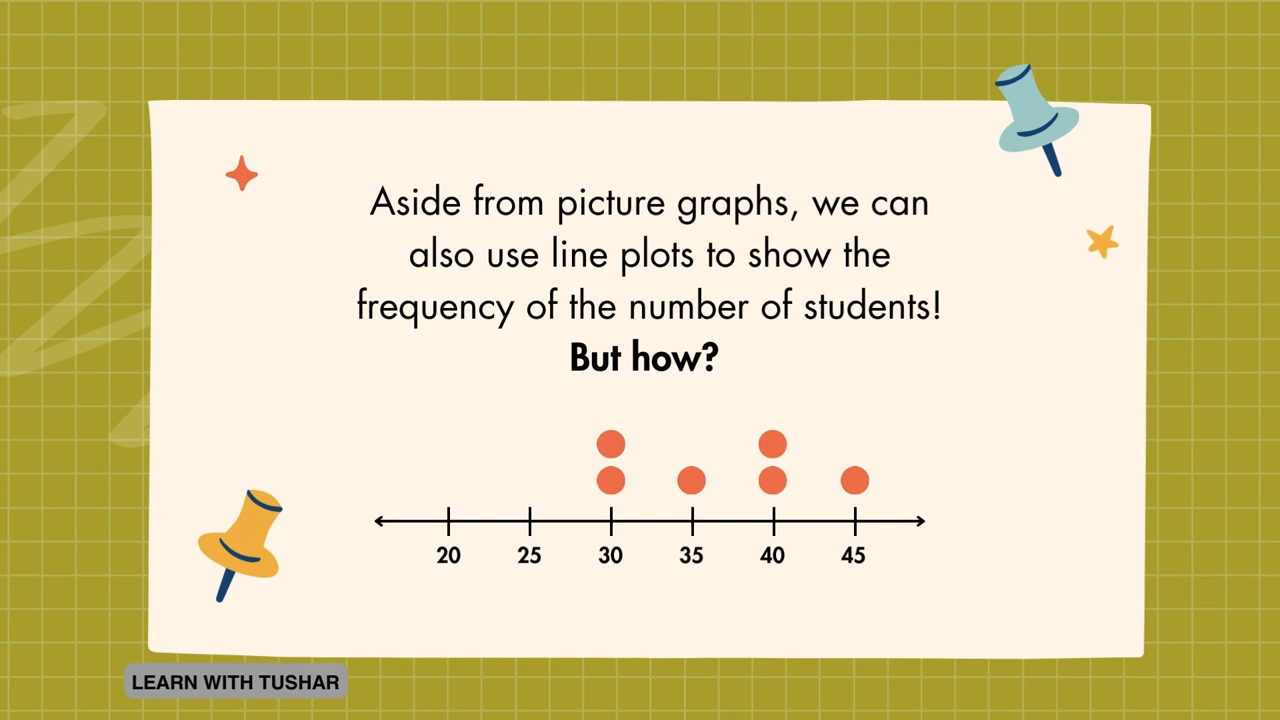 Aside from picture graphs, we can
also use line plots to show the
frequency of the number of students!
But how?
20 25 30 35 40 45
LEARN WITH TUSHAR